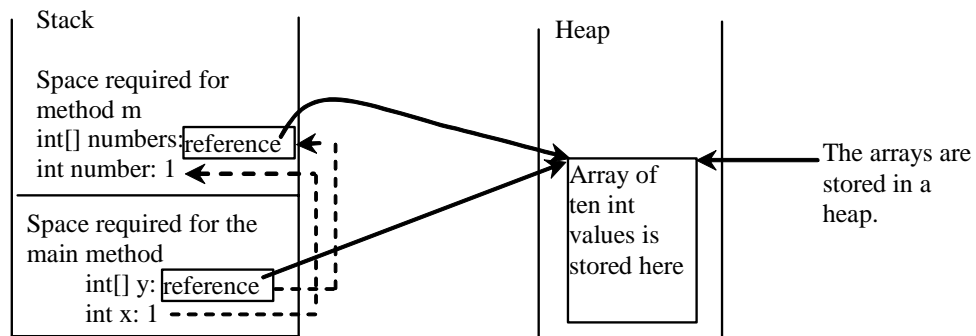 Stack
Space required for
method m
int[] numbers: reference
int number: 1
Space required for the
main method
int[] y: reference
int x: 1
Heap
Array of
ten int
values is
stored here
The arrays are
stored in a
heap.